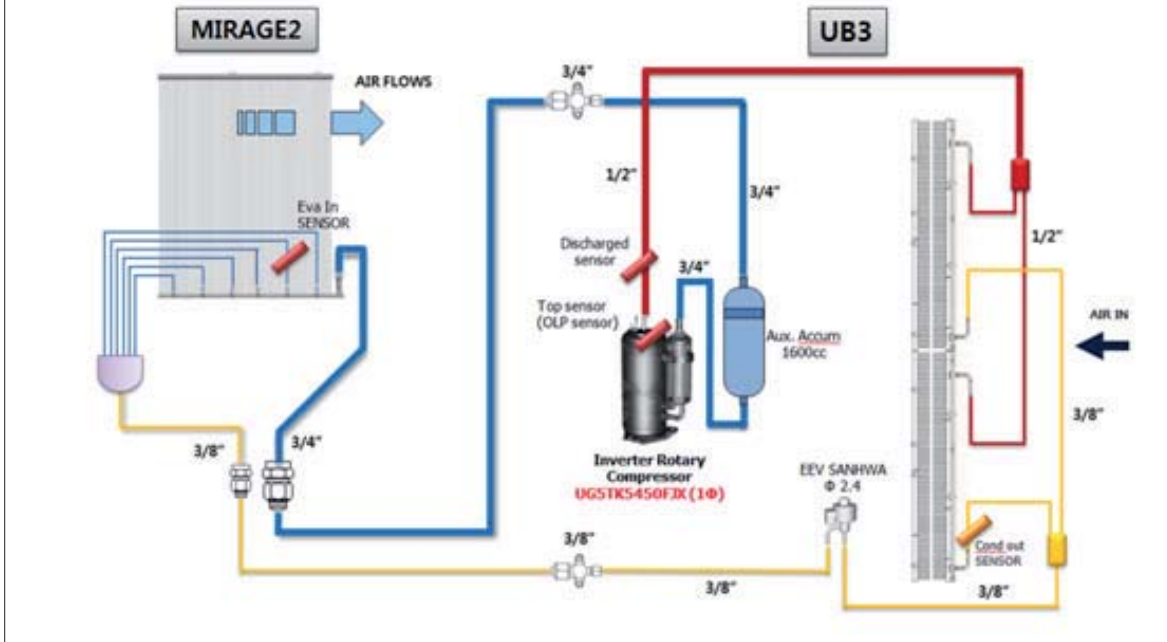 MIRAGE2
UB3
AIR FLOWS
3/4"
1/2"
3/4"
Eva In
SENSOR
Discharged
sensor
3/4"
1/2"
Top sensor
(OLP sensor)
Aux. Accum
1600cc
AIR IN
3/8"
3/8"
3/4"
Inverter Rotary
Compressor
UG5TK5450FJX (1Φ)
EEV SANHWA
Φ 2.4
3/8"
3/8"
Cond out
SENSOR
3/8"